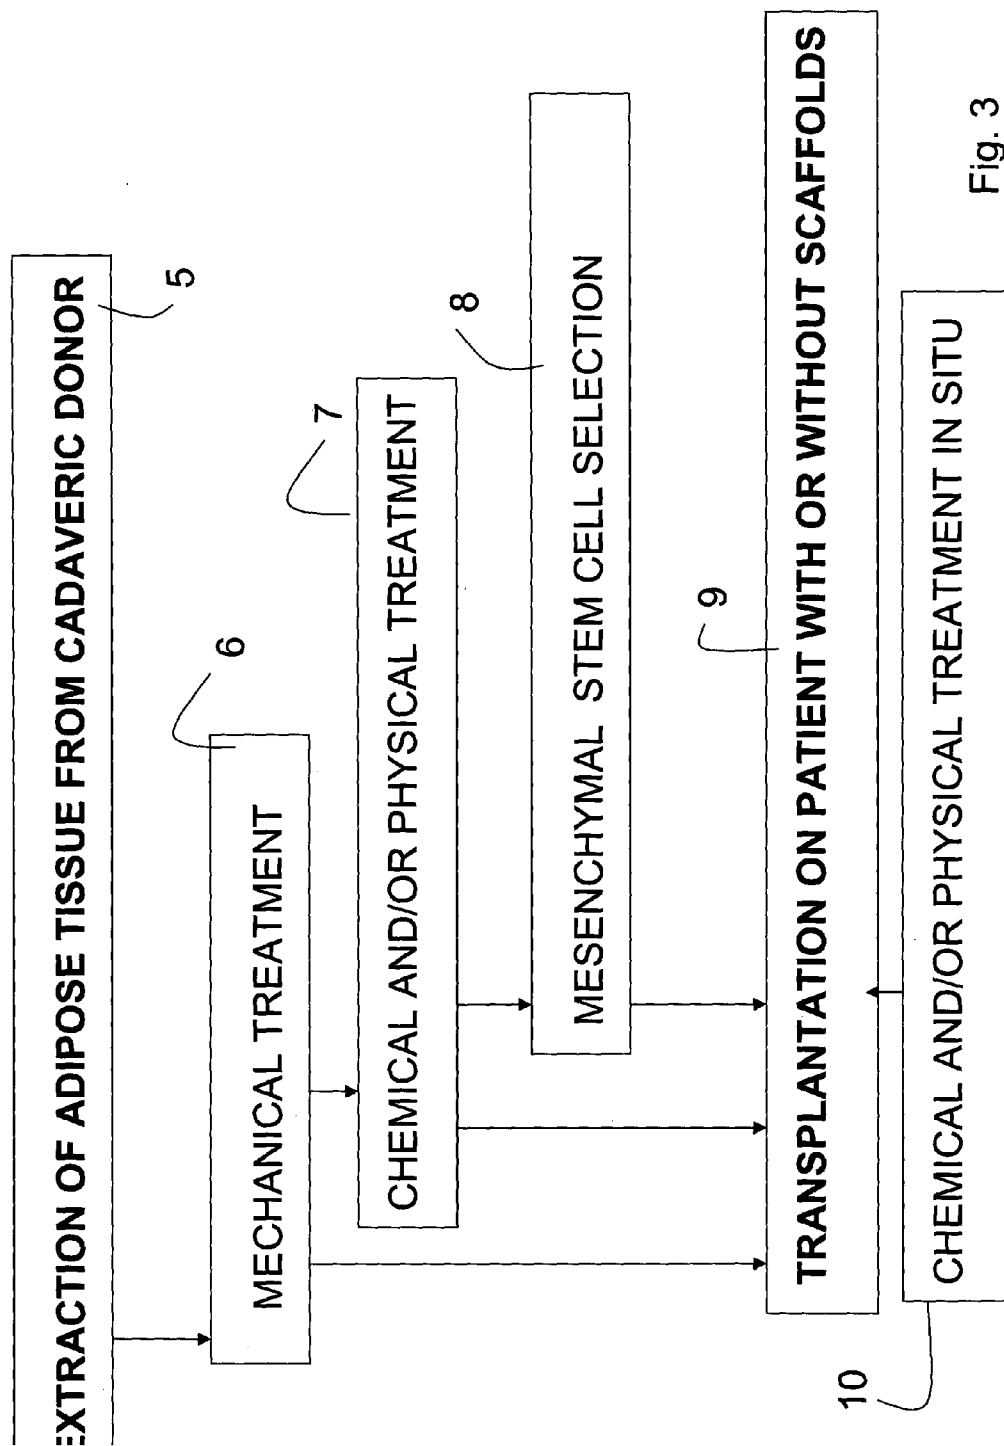 EXTRACTION OF ADIPOSE TISSUE FROM CADAVERIC DONOR
5
6
MECHANICAL TREATMENT
7
CHEMICAL AND/OR PHYSICAL TREATMENT
8
MESENCHYMAL STEM CELL SELECTION
9
TRANSPLANTATION ON PATIENT WITH OR WITHOUT SCAFFOLDS
10
CHEMICAL AND/OR PHYSICAL TREATMENT IN SITU
Fig. 3